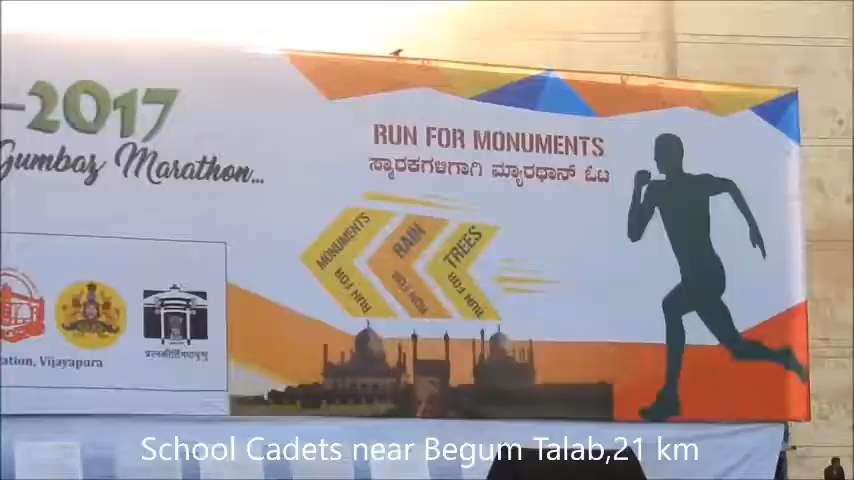 -2017
Gumbaz Marathon...
RUN FOR MONUMENTS
ಸ್ಮಾರಕಗಳಿಗಾಗಿ ಮ್ಯಾರಥಾನ್ ಓಟ
RUN FOR MONUMENTS
RUN FOR RAIN
RUN FOR TREES
ation, Vijayapura
School Cadets near Begum Talab,21 km